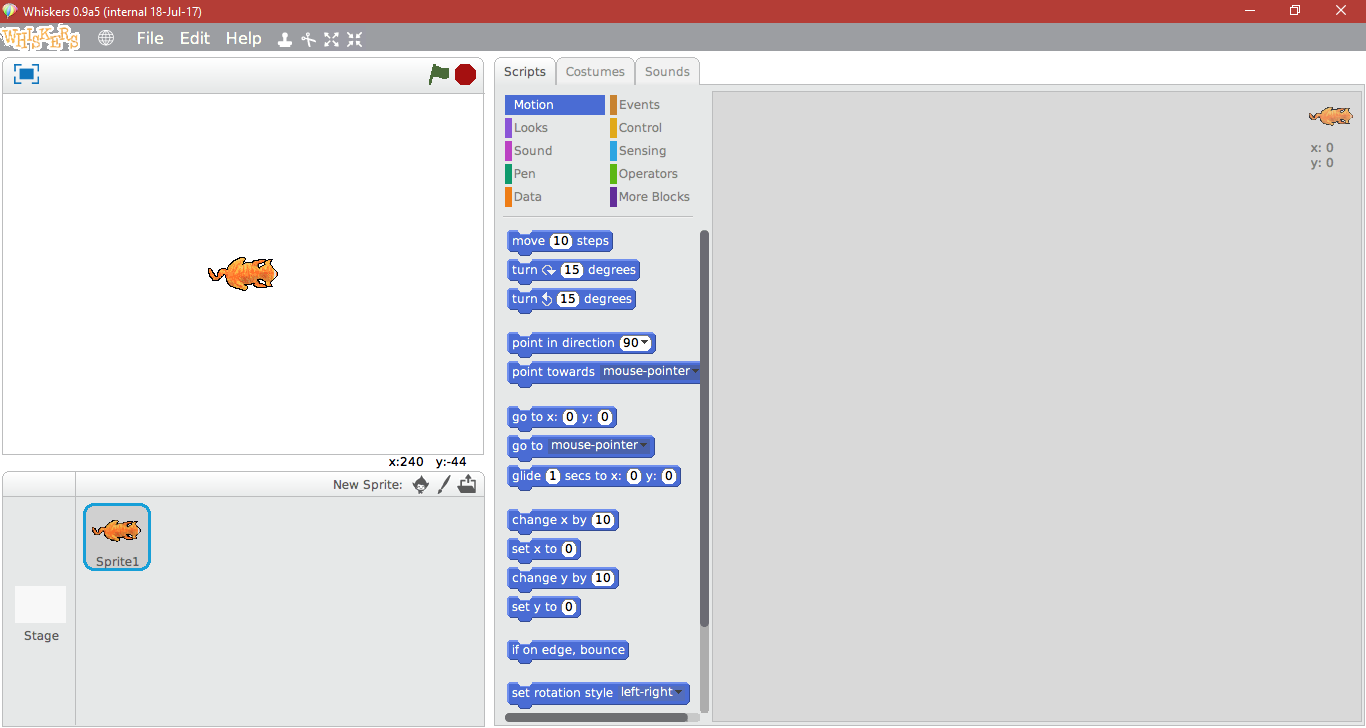 Whiskers 0.9a5 (internal 18-Jul-17)
WHISKERS File Edit Help
Scripts Costumes Sounds
Motion Events
Looks Control
Sound Sensing
Pen Operators
Data More Blocks
x: 0
y: 0
move 10 steps
turn 15 degrees
turn 15 degrees
point in direction 90
point towards mouse-pointer
go to x: 0 y: 0
go to mouse-pointer
glide 1 secs to x: 0 y: 0
change x by 10
set x to 0
change y by 10
set y to 0
if on edge, bounce
set rotation style left-right
x:240 y:-44
New Sprite:
Sprite1
Stage